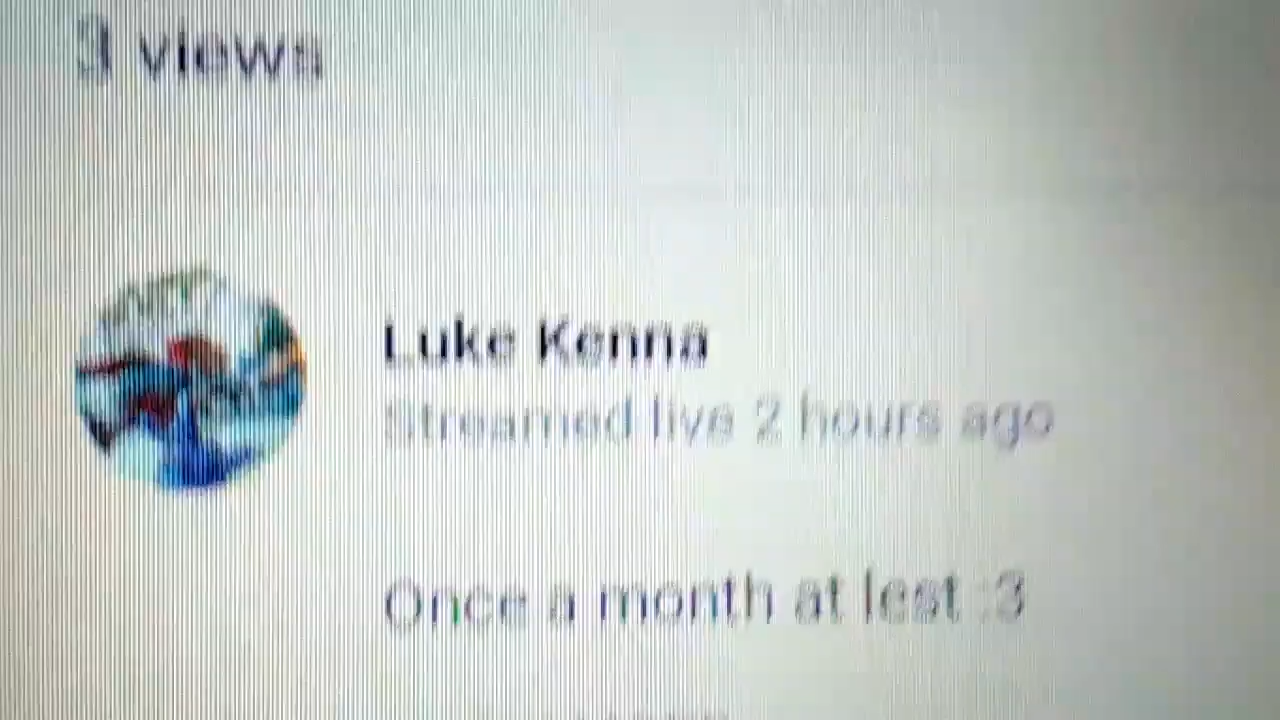 3 views
Luke Kenna
Streamed live 2 hours ago
Once a month at lest :3